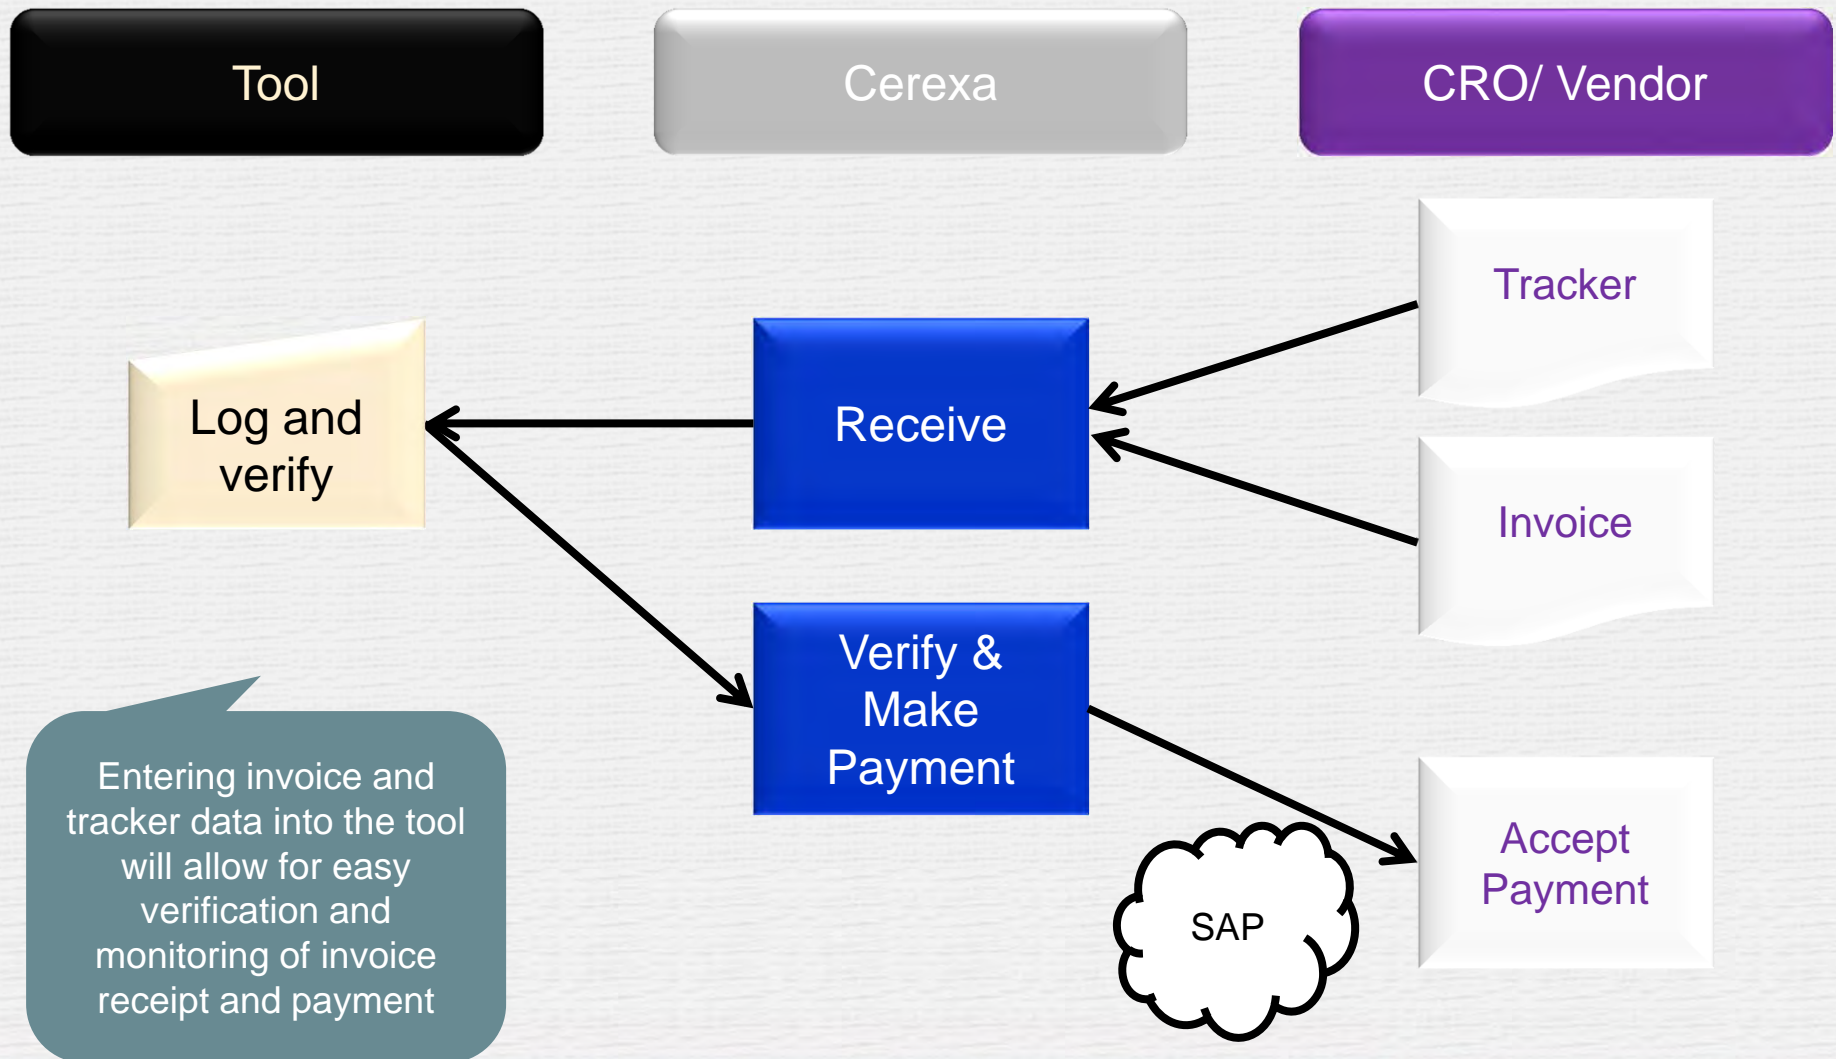 Tool
Cerexa
CRO/ Vendor
Tracker
Log and
verify
Receive
Invoice
Verify &
Make
Payment
Entering invoice and
tracker data into the tool
will allow for easy
verification and
monitoring of invoice
receipt and payment
SAP
Accept
Payment